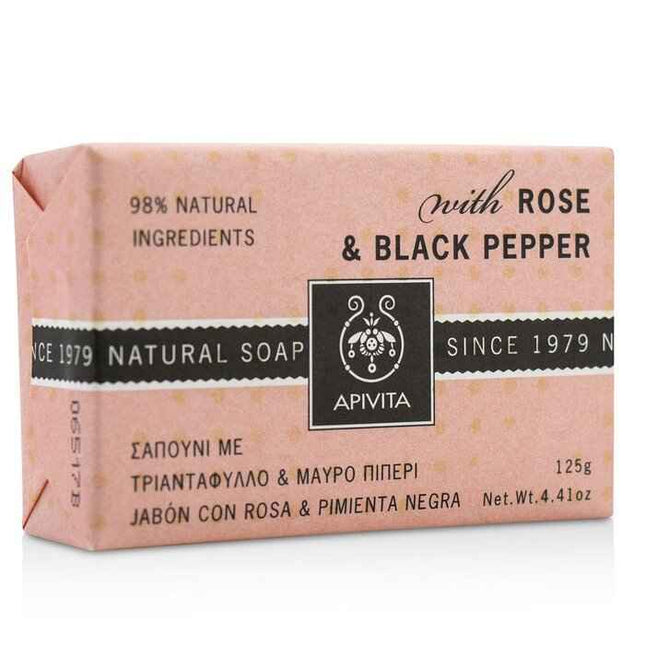 98% NATURAL
INGREDIENTS
with ROSE
& BLACK PEPPER
NCE 1979
NATURAL SOAP
SINCE 1979 N
APIVITA
06517B
ΣΑΠΟΥΝΙ ΜΕ
ΤΡΙΑΝΤΑΦΥΛΛΟ & ΜΑΥΡΟ ΠΙΠΕΡΙ
JABÓN CON ROSA & PIMIENTA NEGRA
125g
Net.Wt.4.41oz